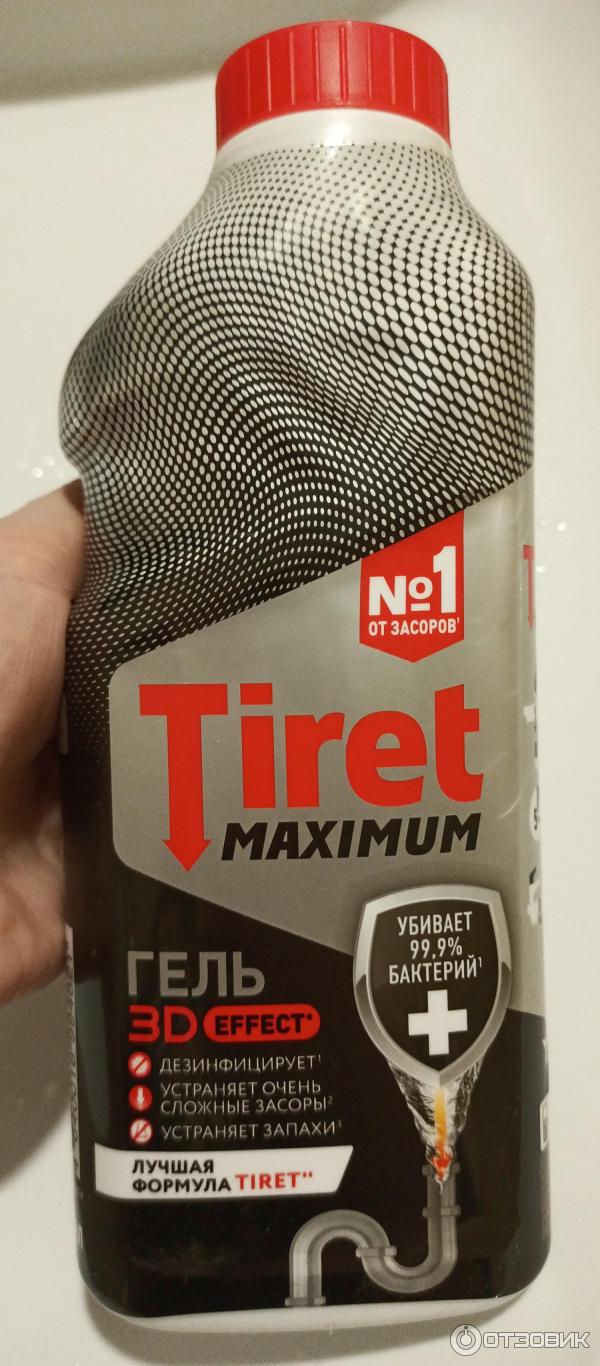 №1
ОТ ЗАСОРОВ¹
Tiret
MAXIMUM
УБИВАЕТ
99,9%
БАКТЕРИЙ¹
ГЕЛЬ
3D EFFECT*
ДЕЗИНФИЦИРУЕТ¹
УСТРАНЯЕТ ОЧЕНЬ
СЛОЖНЫЕ ЗАСОРЫ²
УСТРАНЯЕТ ЗАПАХИ³
ЛУЧШАЯ
ФОРМУЛА TIRET**
ОТЗОВИК